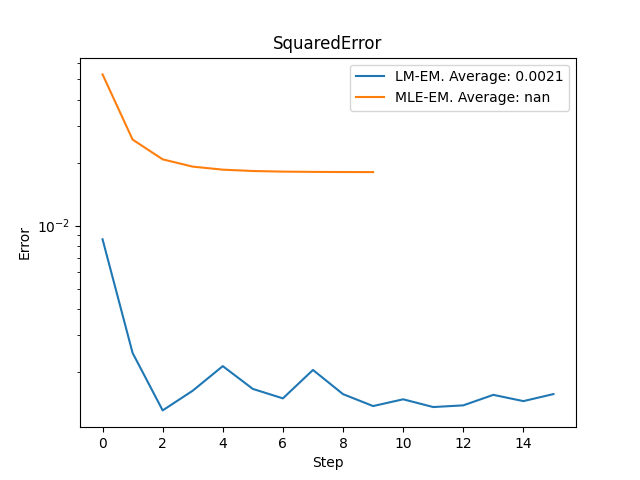 SquaredError
LM-EM. Average: 0.0021
MLE-EM. Average: nan
Error
10⁻²
0 2 4 6 8 10 12 14
Step